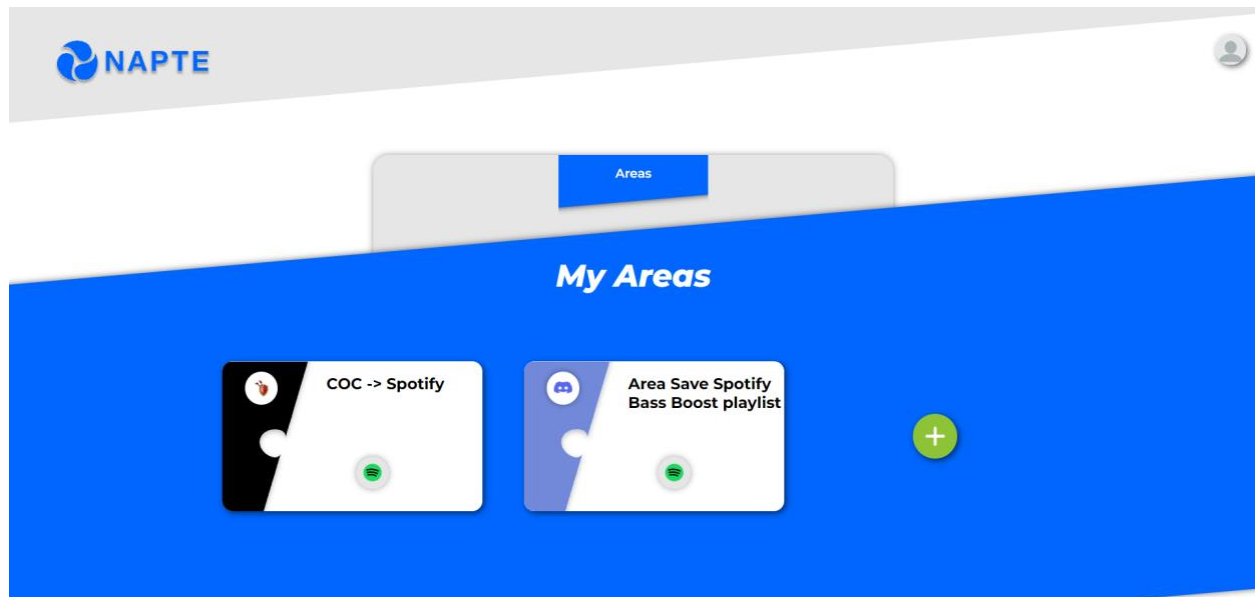 NAPTE
Areas
My Areas
COC -> Spotify
Area Save Spotify
Bass Boost playlist